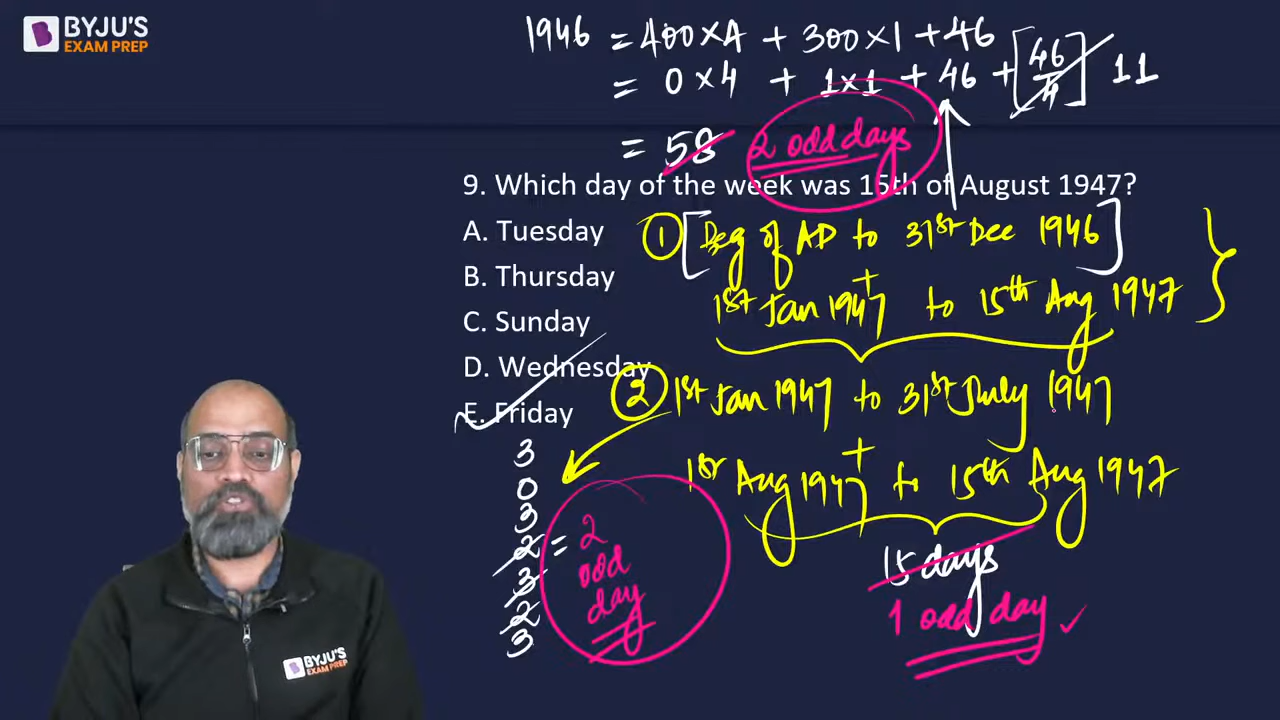 BYJU'S
EXAM PREP
1946 = 400×4 + 300×1 + 46
= 0×4 + 1×1 + 46 + [46/4] 11
= 58 2 odd days
9. Which day of the week was 15th of August 1947?
A. Tuesday
B. Thursday
C. Sunday
D. Wednesday
E. Friday
① [Beg of AD to 31st Dec 1946]
+
1st Jan 1947 to 15th Aug 1947
② 1st Jan 1947 to 31st July 1947
+
1st Aug 1947 to 15th Aug 1947
3
0
3
2
3
2
3
= 2
odd
day
15 days
1 odd day ✓
BYJU'S
EXAM PREP